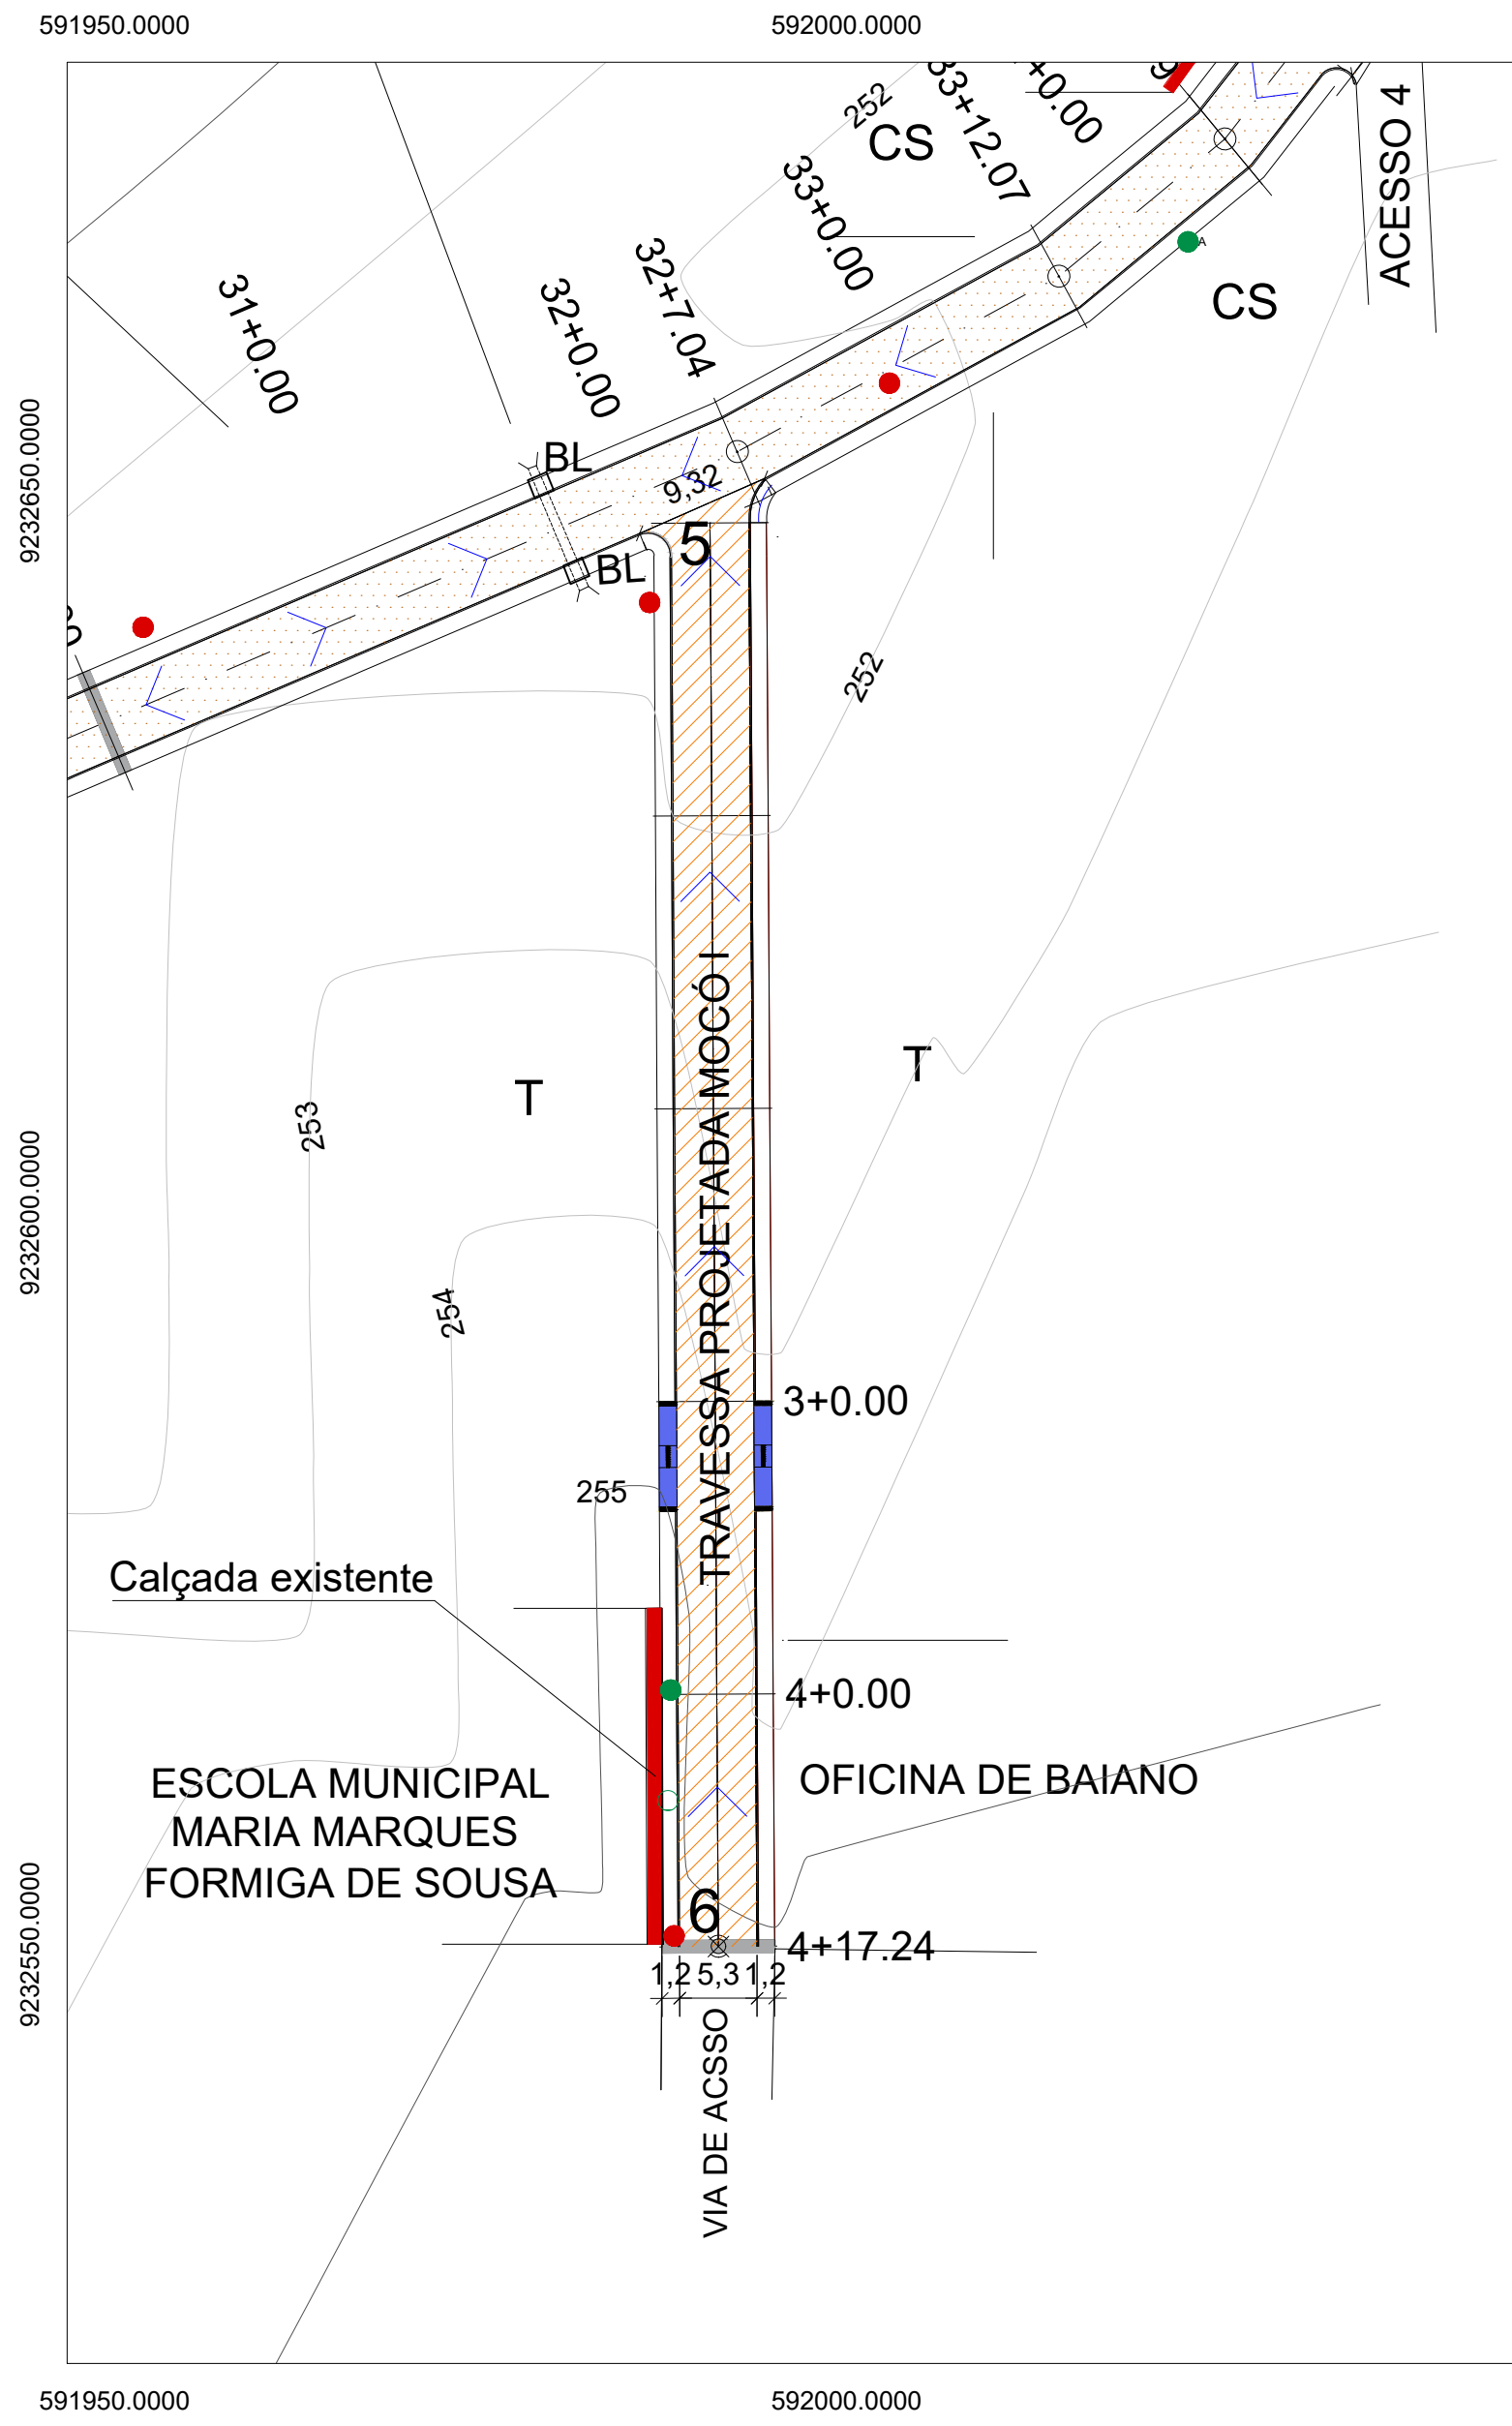 591950.0000
592000.0000
252
CS
33+12.07
+0.00
9
ACESSO 4
33+0.00
A
CS
32+7.04
31+0.00
32+0.00
9232650.0000
BL
9,32
5
BL
252
TRAVESSA PROJETADA MOCÓ I
T
T
253
9232600.0000
254
3+0.00
I
I
255
Calçada existente
4+0.00
ESCOLA MUNICIPAL
MARIA MARQUES
FORMIGA DE SOUSA
OFICINA DE BAIANO
9232550.0000
6
4+17.24
1,2
5,3
1,2
VIA DE ACSSO
591950.0000
592000.0000